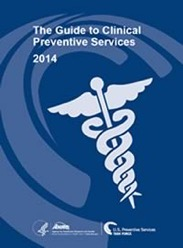 The Guide to Clinical
Preventive Services
2014
U.S. Preventive Services
TASK FORCE